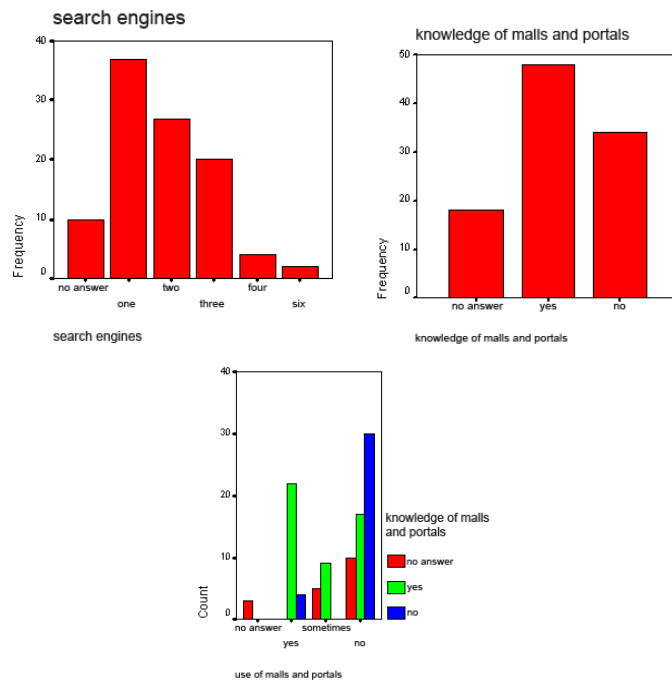 search engines
40
30
20
10
0
Frequency
no answer
one
two
three
four
six
search engines
knowledge of malls and portals
50
40
30
20
10
0
Frequency
no answer
yes
no
knowledge of malls and portals
40
30
20
10
0
Count
no answer
yes
sometimes
no
use of malls and portals
knowledge of malls
and portals
no answer
yes
no